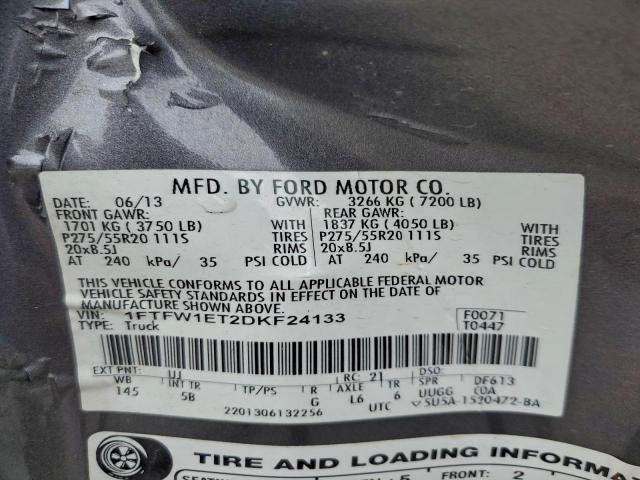 MFD. BY FORD MOTOR CO.
DATE: 06/13 GVWR: 3266 KG ( 7200 LB)
FRONT GAWR: REAR GAWR:
1701 KG ( 3750 LB) WITH 1837 KG ( 4050 LB)
P275/55R20 111S TIRES P275/55R20 111S
20x8.5J RIMS 20x8.5J
AT 240 kPa/ 35 PSI COLD AT 240 kPa/ 35 PSI COLD
WITH
TIRES
RIMS
THIS VEHICLE CONFORMS TO ALL APPLICABLE FEDERAL MOTOR
VEHICLE SAFETY STANDARDS IN EFFECT ON THE DATE OF
MANUFACTURE SHOWN ABOVE.
VIN: 1FTFW1ET2DKF24133
TYPE: Truck
F0071
T0447
EXT PNT: UJ RC: 21 DSO:
WB INT TR TP/PS R AXLE TR SPR DF613
145 5B G L6 6 UUGG COA
2201306132256 UTC 5U5A-1520472-BA
TIRE AND LOADING INFORMA
5 FRONT: 2